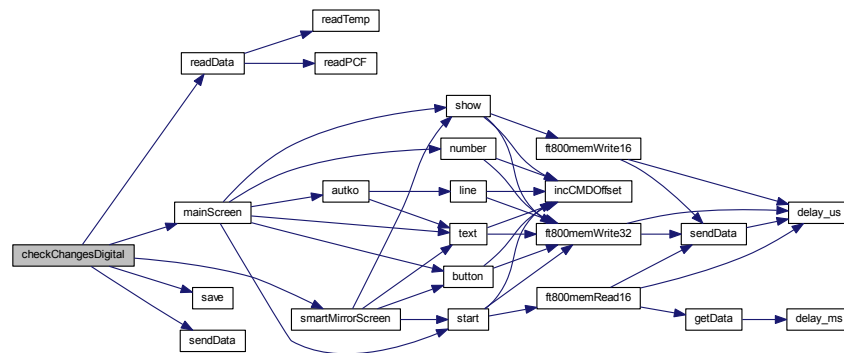 readTemp
readData
readPCF
show
ft800memWrite16
number
autko
line
incCMDOffset
mainScreen
delay_us
text
ft800memWrite32
sendData
checkChangesDigital
button
save
smartMirrorScreen
start
ft800memRead16
getData
delay_ms
sendData